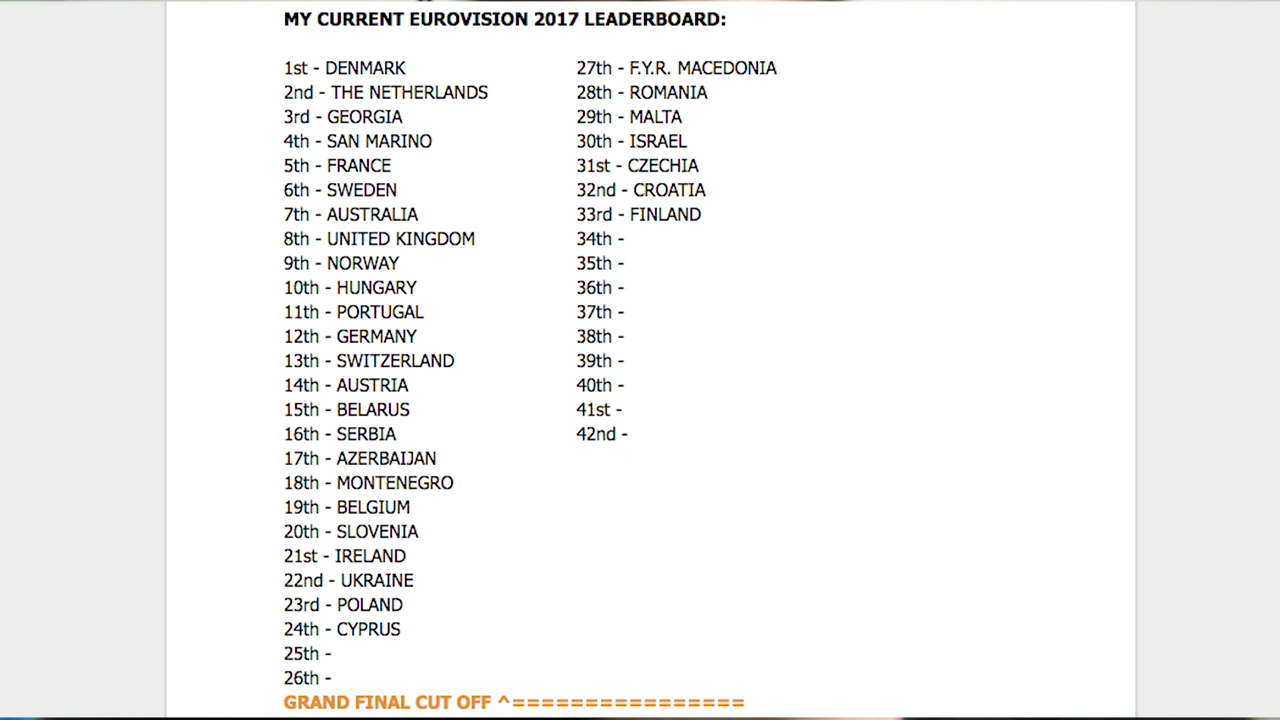 MY CURRENT EUROVISION 2017 LEADERBOARD:
1st - DENMARK
2nd - THE NETHERLANDS
3rd - GEORGIA
4th - SAN MARINO
5th - FRANCE
6th - SWEDEN
7th - AUSTRALIA
8th - UNITED KINGDOM
9th - NORWAY
10th - HUNGARY
11th - PORTUGAL
12th - GERMANY
13th - SWITZERLAND
14th - AUSTRIA
15th - BELARUS
16th - SERBIA
17th - AZERBAIJAN
18th - MONTENEGRO
19th - BELGIUM
20th - SLOVENIA
21st - IRELAND
22nd - UKRAINE
23rd - POLAND
24th - CYPRUS
25th -
26th -
GRAND FINAL CUT OFF ^================
27th - F.Y.R. MACEDONIA
28th - ROMANIA
29th - MALTA
30th - ISRAEL
31st - CZECHIA
32nd - CROATIA
33rd - FINLAND
34th -
35th -
36th -
37th -
38th -
39th -
40th -
41st -
42nd -